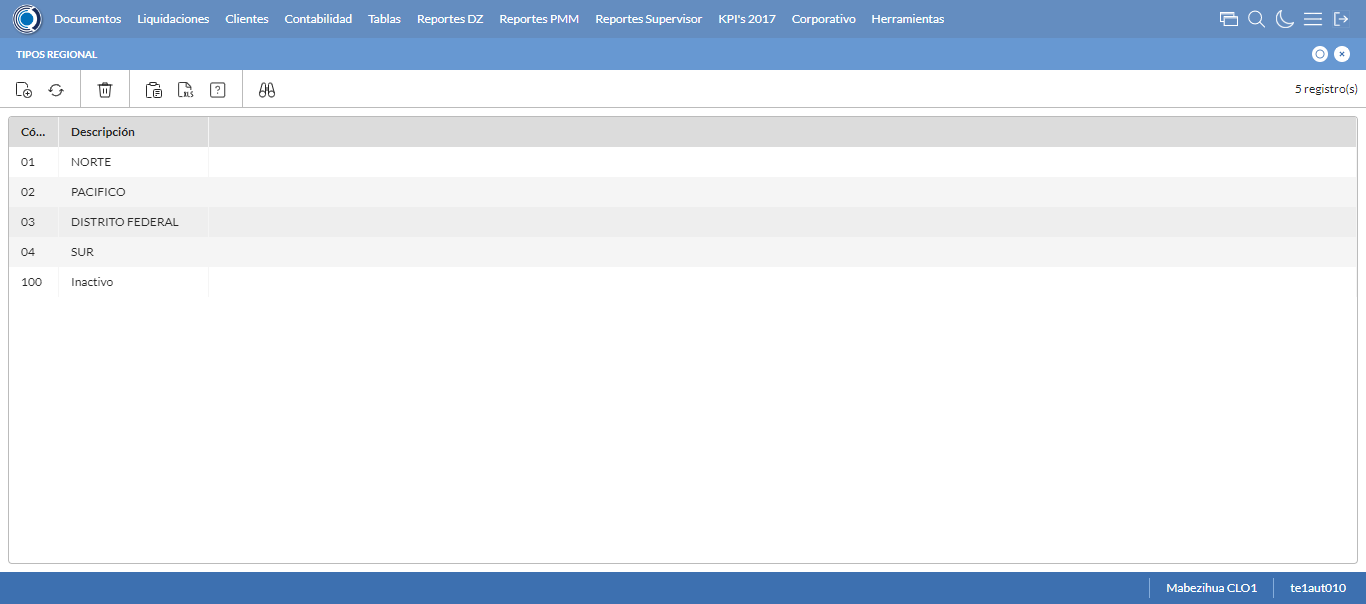 Documentos Liquidaciones Clientes Contabilidad Tablas Reportes DZ Reportes PMM Reportes Supervisor KPI's 2017 Corporativo Herramientas
TIPOS REGIONAL
XLS ? 5 registro(s)
Có... Descripción
01 NORTE
02 PACIFICO
03 DISTRITO FEDERAL
04 SUR
100 Inactivo
Mabezihua CLO1 te1aut010